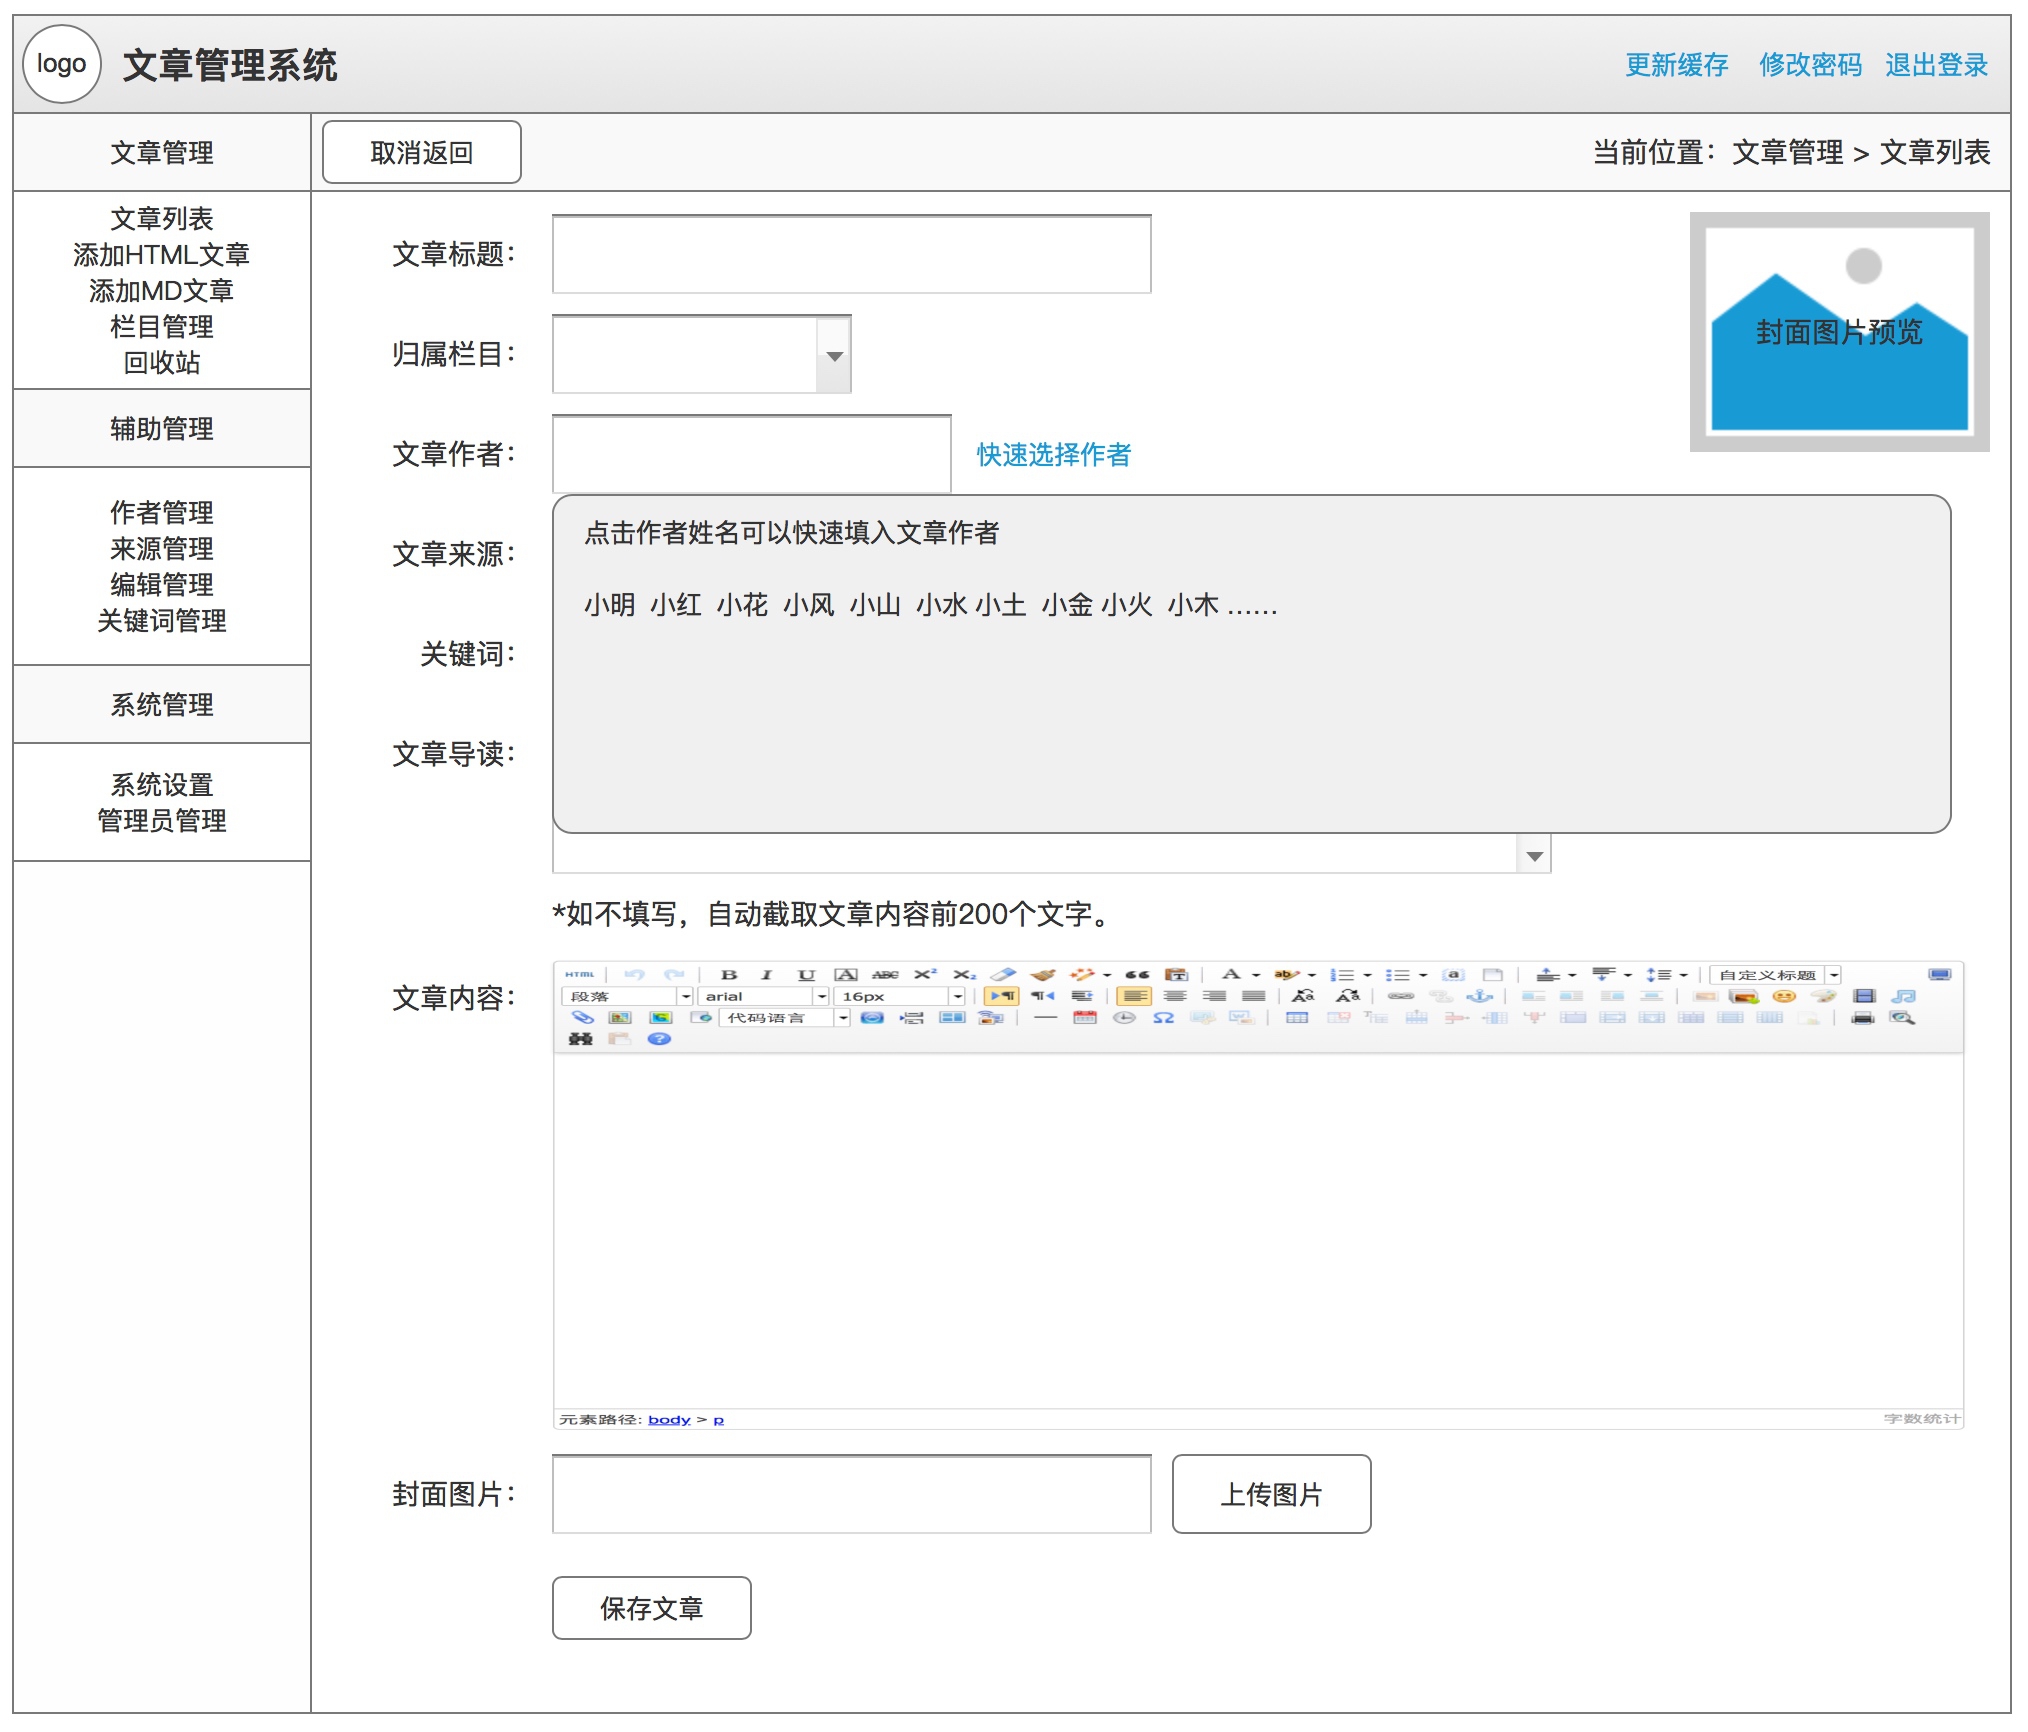 logo 文章管理系统 更新缓存 修改密码 退出登录
文章管理 取消返回 当前位置：文章管理 > 文章列表
文章列表
添加HTML文章
添加MD文章
栏目管理
回收站
辅助管理
作者管理
来源管理
编辑管理
关键词管理
系统管理
系统设置
管理员管理
文章标题：
封面图片预览
归属栏目：
文章作者： 快速选择作者
点击作者姓名可以快速填入文章作者
小明 小红 小花 小风 小山 小水 小土 小金 小火 小木 ......
文章来源：
关键词：
文章导读：
*如不填写，自动截取文章内容前200个文字。
文章内容：
HTML B I U A ABC X² X₂ A ab a 自定义标题
段落 arial 16px
代码语言
元素路径: body > p 字数统计
封面图片： 上传图片
保存文章